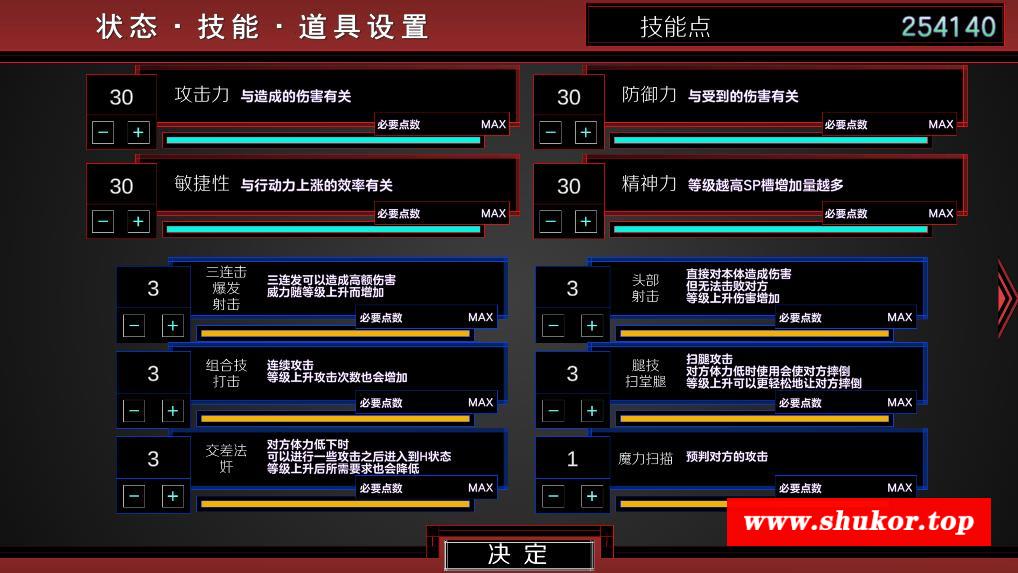 状态·技能·道具设置
技能点 254140
30 攻击力 与造成的伤害有关
− + 必要点数 MAX
30 防御力 与受到的伤害有关
− + 必要点数 MAX
30 敏捷性 与行动力上涨的效率有关
− + 必要点数 MAX
30 精神力 等级越高SP槽增加量越多
− + 必要点数 MAX
3
三连击
爆发
射击
三连发可以造成高额伤害
威力随等级上升而增加
− + 必要点数 MAX
3
头部
射击
直接对本体造成伤害
但无法击败对方
等级上升伤害增加
− + 必要点数 MAX
3
组合技
打击
连续攻击
等级上升攻击次数也会增加
− + 必要点数 MAX
3
腿技
扫堂腿
扫腿攻击
对方体力低时使用会使对方摔倒
等级上升可以更轻松地让对方摔倒
− + 必要点数 MAX
3
交差法
奸
对方体力低下时
可以进行一些攻击之后进入到H状态
等级上升后所需要求也会降低
− + 必要点数 MAX
1 魔力扫描 预判对方的攻击
− + 必要点数 MAX
www.shukor.top
决定